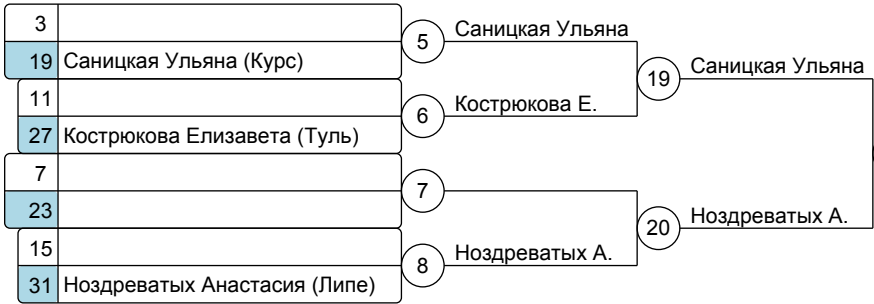 3
5 Саницкая Ульяна
19 Саницкая Ульяна (Курс)
19 Саницкая Ульяна
11
6 Кострюкова Е.
27 Кострюкова Елизавета (Туль)
7
7
23
20 Ноздреватых А.
15
8 Ноздреватых А.
31 Ноздреватых Анастасия (Липе)